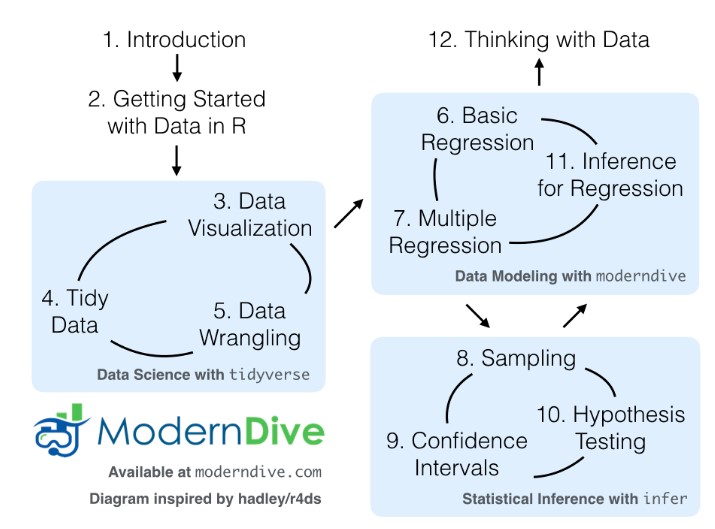 1. Introduction
2. Getting Started
with Data in R
3. Data
Visualization
4. Tidy
Data
5. Data
Wrangling
Data Science with tidyverse
12. Thinking with Data
6. Basic
Regression
11. Inference
for Regression
7. Multiple
Regression
Data Modeling with moderndive
8. Sampling
10. Hypothesis
Testing
9. Confidence
Intervals
Statistical Inference with infer
ModernDive
Available at moderndive.com
Diagram inspired by hadley/r4ds